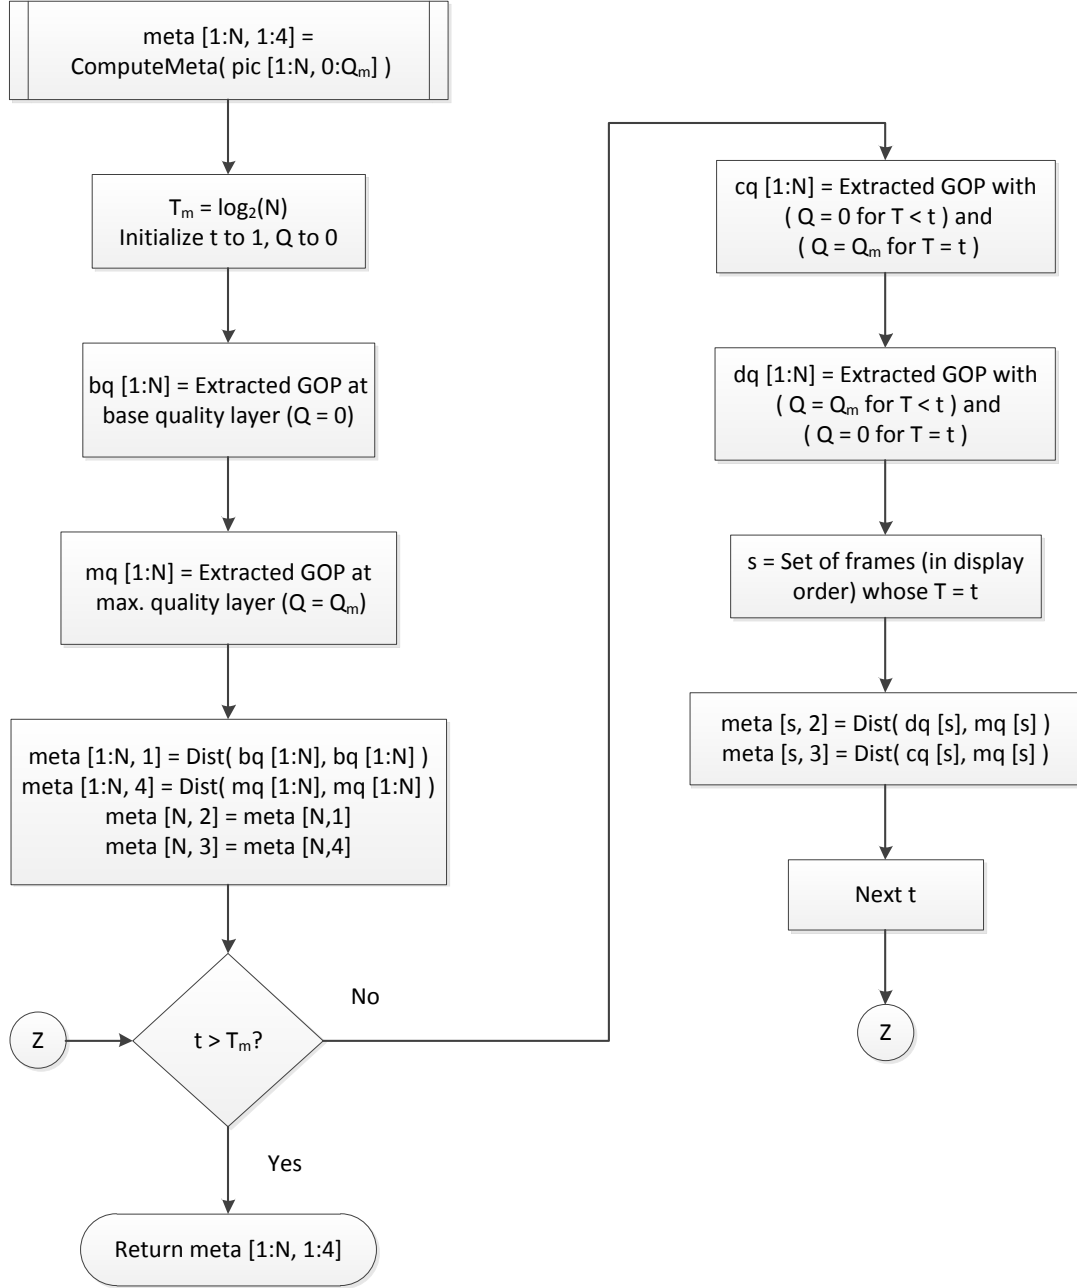 meta [1:N, 1:4] =
ComputeMeta( pic [1:N, 0:Qₘ] )
Tₘ = log₂(N)
Initialize t to 1, Q to 0
bq [1:N] = Extracted GOP at
base quality layer (Q = 0)
mq [1:N] = Extracted GOP at
max. quality layer (Q = Qₘ)
meta [1:N, 1] = Dist( bq [1:N], bq [1:N] )
meta [1:N, 4] = Dist( mq [1:N], mq [1:N] )
meta [N, 2] = meta [N,1]
meta [N, 3] = meta [N,4]
Z
t > Tₘ?
No
Yes
Return meta [1:N, 1:4]
cq [1:N] = Extracted GOP with
( Q = 0 for T < t ) and
( Q = Qₘ for T = t )
dq [1:N] = Extracted GOP with
( Q = Qₘ for T < t ) and
( Q = 0 for T = t )
s = Set of frames (in display
order) whose T = t
meta [s, 2] = Dist( dq [s], mq [s] )
meta [s, 3] = Dist( cq [s], mq [s] )
Next t
Z